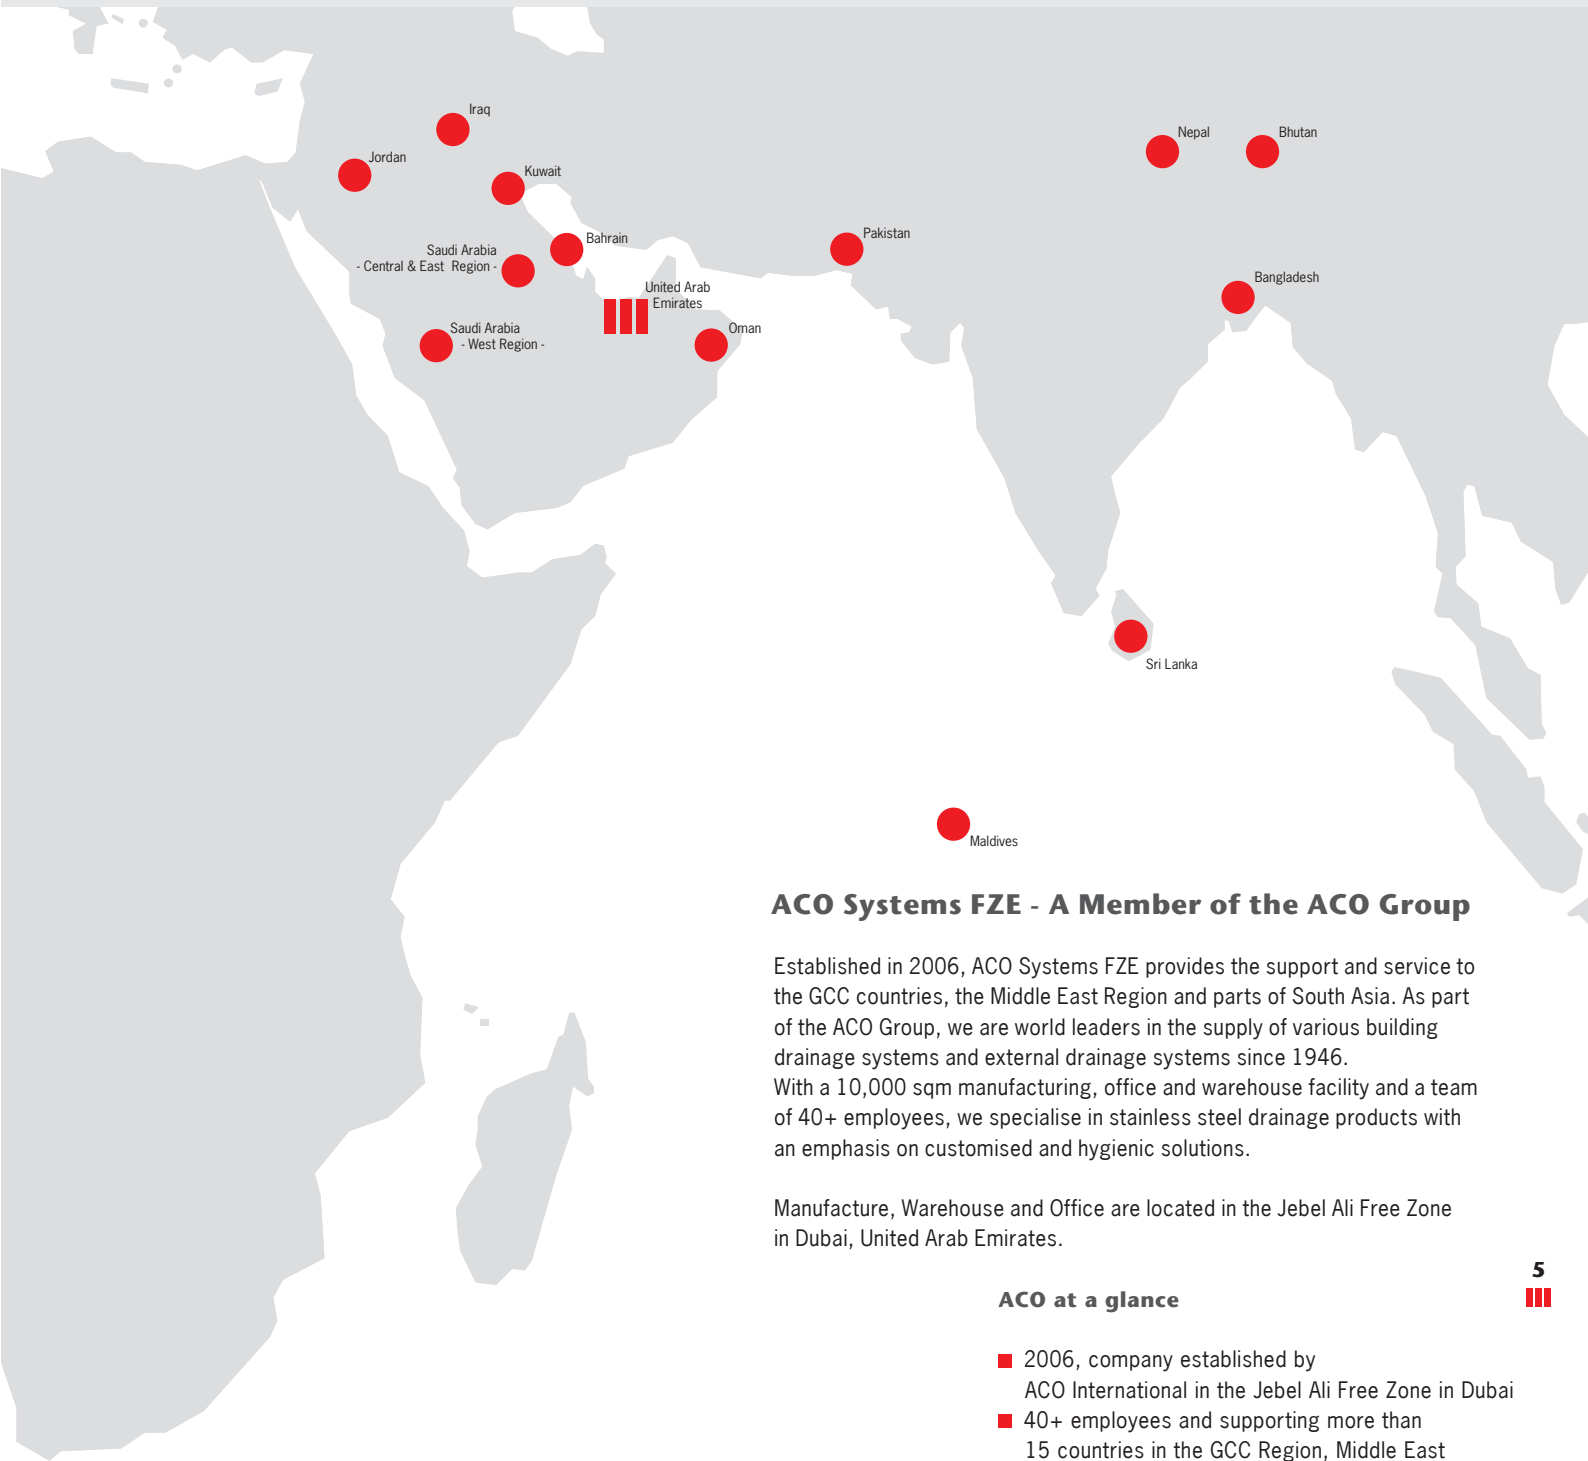 Iraq
Nepal
Bhutan
Jordan
Kuwait
Pakistan
Bahrain
Saudi Arabia
- Central & East Region -
Bangladesh
United Arab
Emirates
Saudi Arabia
- West Region -
Oman
Sri Lanka
Maldives
ACO Systems FZE - A Member of the ACO Group
Established in 2006, ACO Systems FZE provides the support and service to
the GCC countries, the Middle East Region and parts of South Asia. As part
of the ACO Group, we are world leaders in the supply of various building
drainage systems and external drainage systems since 1946.
With a 10,000 sqm manufacturing, office and warehouse facility and a team
of 40+ employees, we specialise in stainless steel drainage products with
an emphasis on customised and hygienic solutions.
Manufacture, Warehouse and Office are located in the Jebel Ali Free Zone
in Dubai, United Arab Emirates.
5
ACO at a glance
2006, company established by
ACO International in the Jebel Ali Free Zone in Dubai
40+ employees and supporting more than
15 countries in the GCC Region, Middle East